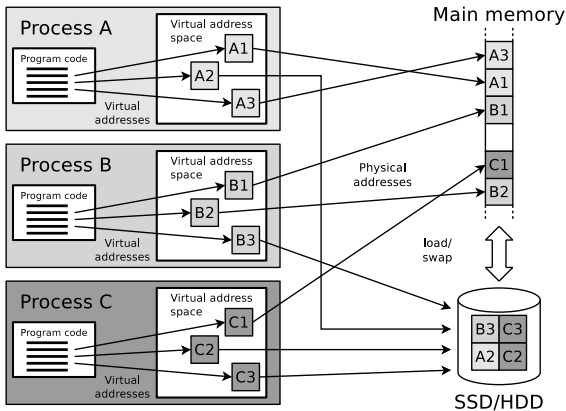 Process A
Program code
Virtual address
space
A1
A2
A3
Virtual
addresses
Process B
Program code
Virtual address
space
B1
B2
B3
Virtual
addresses
Process C
Program code
Virtual address
space
C1
C2
C3
Virtual
addresses
Physical
addresses
Main memory
A3
A1
B1
C1
B2
load/
swap
B3 C3
A2 C2
SSD/HDD